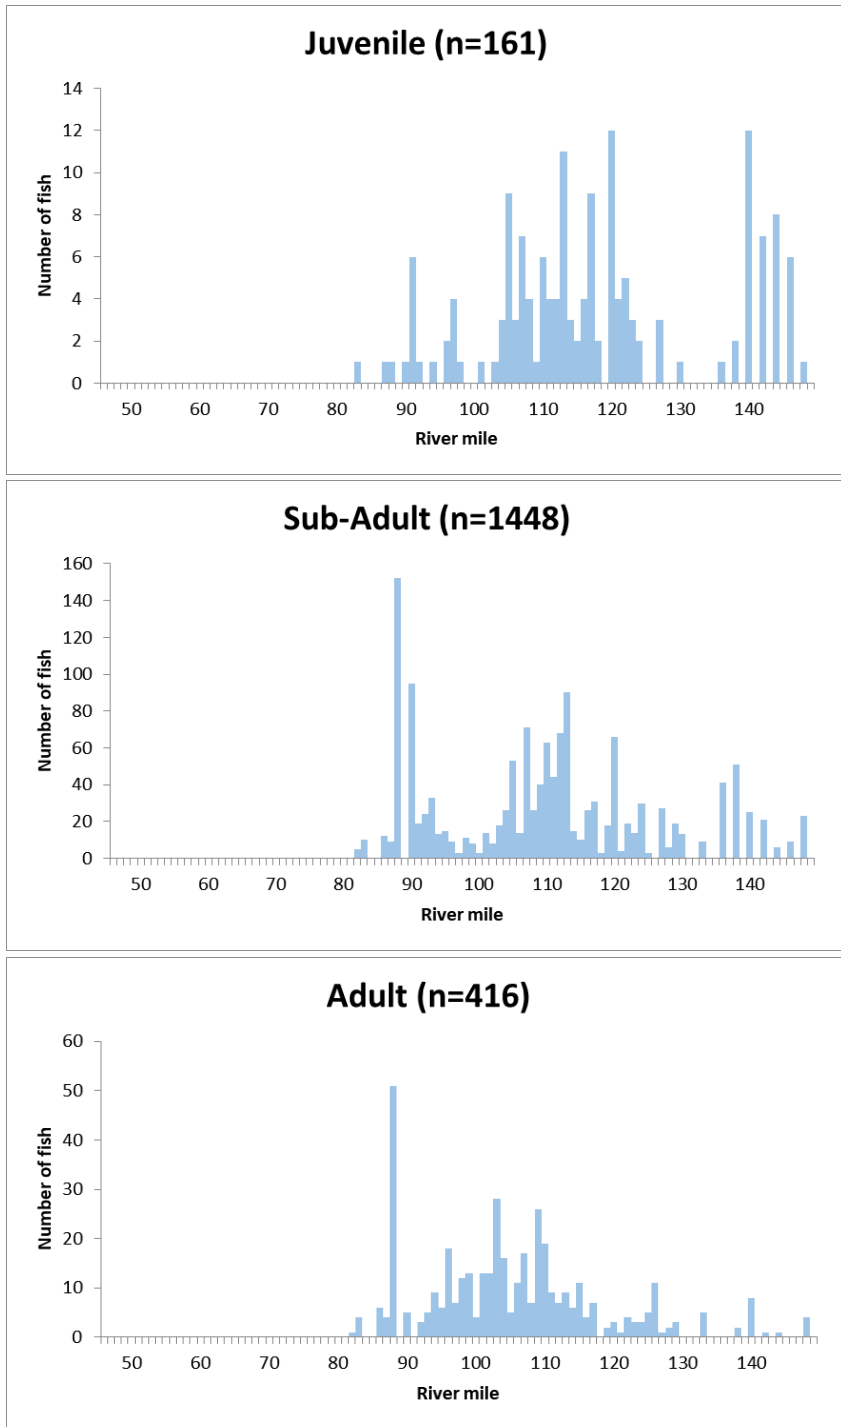 Juvenile (n=161)
14
12
10
8
6
4
2
0
Number of fish
50 60 70 80 90 100 110 120 130 140
River mile
Sub-Adult (n=1448)
160
140
120
100
80
60
40
20
0
Number of fish
50 60 70 80 90 100 110 120 130 140
River mile
Adult (n=416)
60
50
40
30
20
10
0
Number of fish
50 60 70 80 90 100 110 120 130 140
River mile